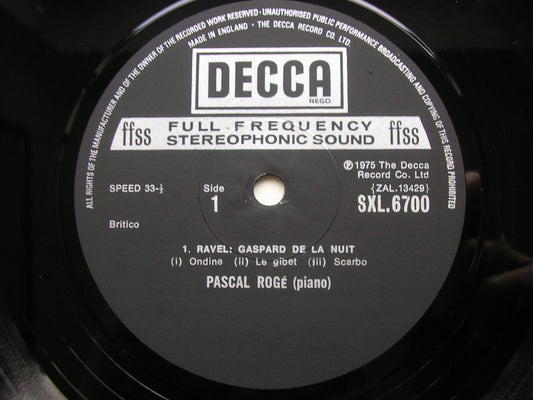 ALL RIGHTS OF THE MANUFACTURER AND OF THE OWNER OF THE RECORDED WORK RESERVED · UNAUTHORISED PUBLIC PERFORMANCE BROADCASTING AND COPYING OF THIS RECORD PROHIBITED
MADE IN ENGLAND · THE DECCA RECORD CO. LTD.
DECCA
REGD.
ffss FULL FREQUENCY ffss
STEREOPHONIC SOUND
℗1975 The Decca
Record Co. Ltd
SPEED 33-⅓ Side {ZAL.13429}
1 SXL.6700
Britico
1. RAVEL: GASPARD DE LA NUIT
(i) Ondine (ii) Le gibet (iii) Scarbo
PASCAL ROGÉ (piano)